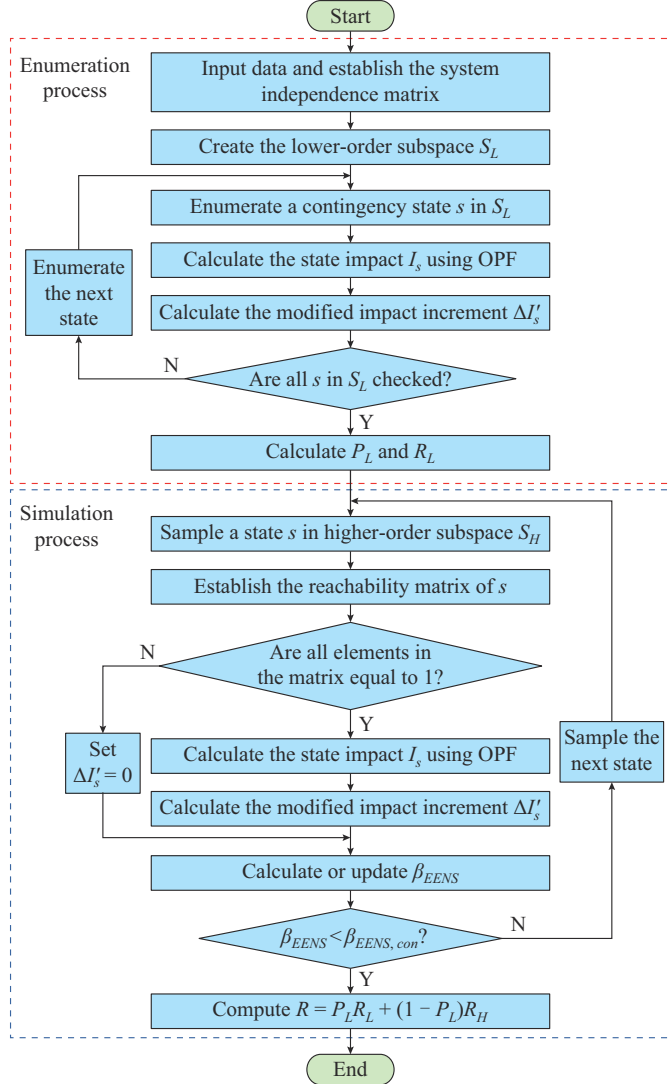 Start
Enumeration
process
Input data and establish the system
independence matrix
Create the lower-order subspace S_L
Enumerate a contingency state s in S_L
Enumerate
the next
state
Calculate the state impact I_s using OPF
Calculate the modified impact increment ΔI′_s
N
Are all s in S_L checked?
Y
Calculate P_L and R_L
Simulation
process
Sample a state s in higher-order subspace S_H
Establish the reachability matrix of s
N
Are all elements in
the matrix equal to 1?
Y
Set
ΔI′_s = 0
Calculate the state impact I_s using OPF
Calculate the modified impact increment ΔI′_s
Sample the
next state
Calculate or update β_EENS
N
β_EENS < β_EENS, con?
Y
Compute R = P_L R_L + (1 − P_L)R_H
End